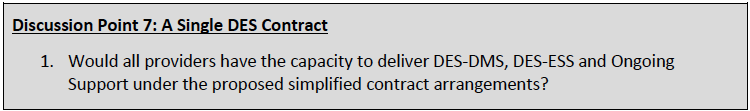 Discussion Point 7: A Single DES Contract
1. Would all providers have the capacity to deliver DES-DMS, DES-ESS and Ongoing
Support under the proposed simplified contract arrangements?